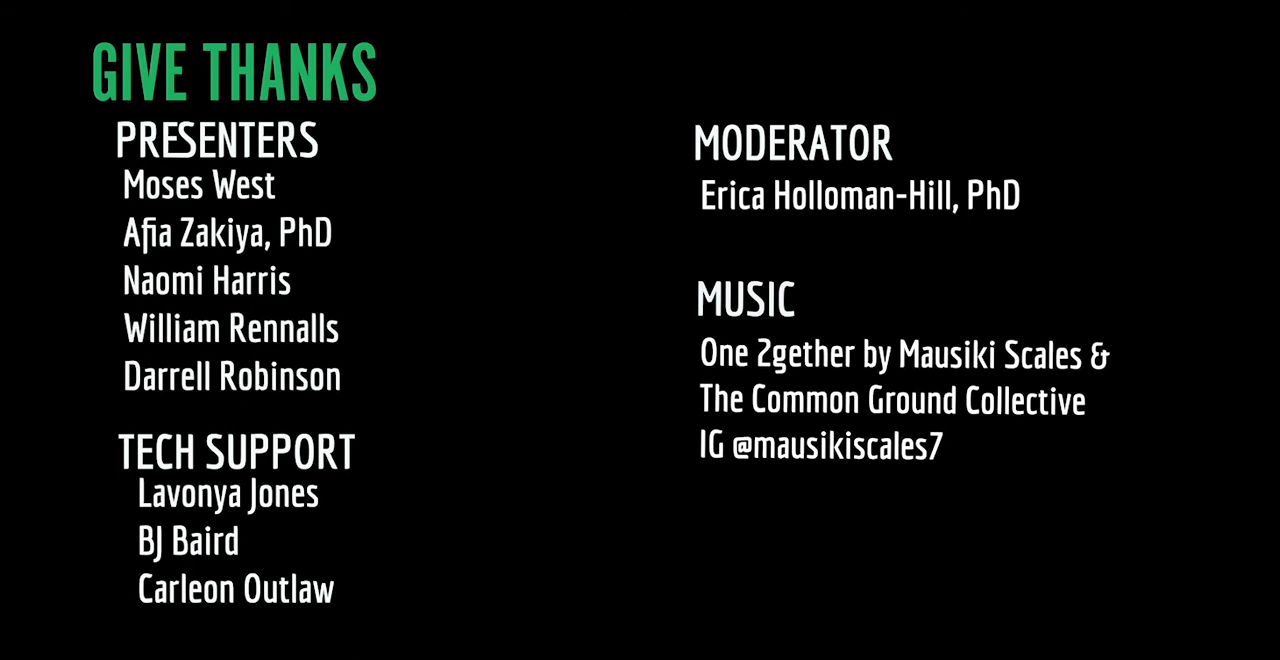 GIVE THANKS
PRESENTERS
Moses West
Afia Zakiya, PhD
Naomi Harris
William Rennalls
Darrell Robinson
TECH SUPPORT
Lavonya Jones
BJ Baird
Carleon Outlaw
MODERATOR
Erica Holloman-Hill, PhD
MUSIC
One 2gether by Mausiki Scales &
The Common Ground Collective
IG @mausikiscales7